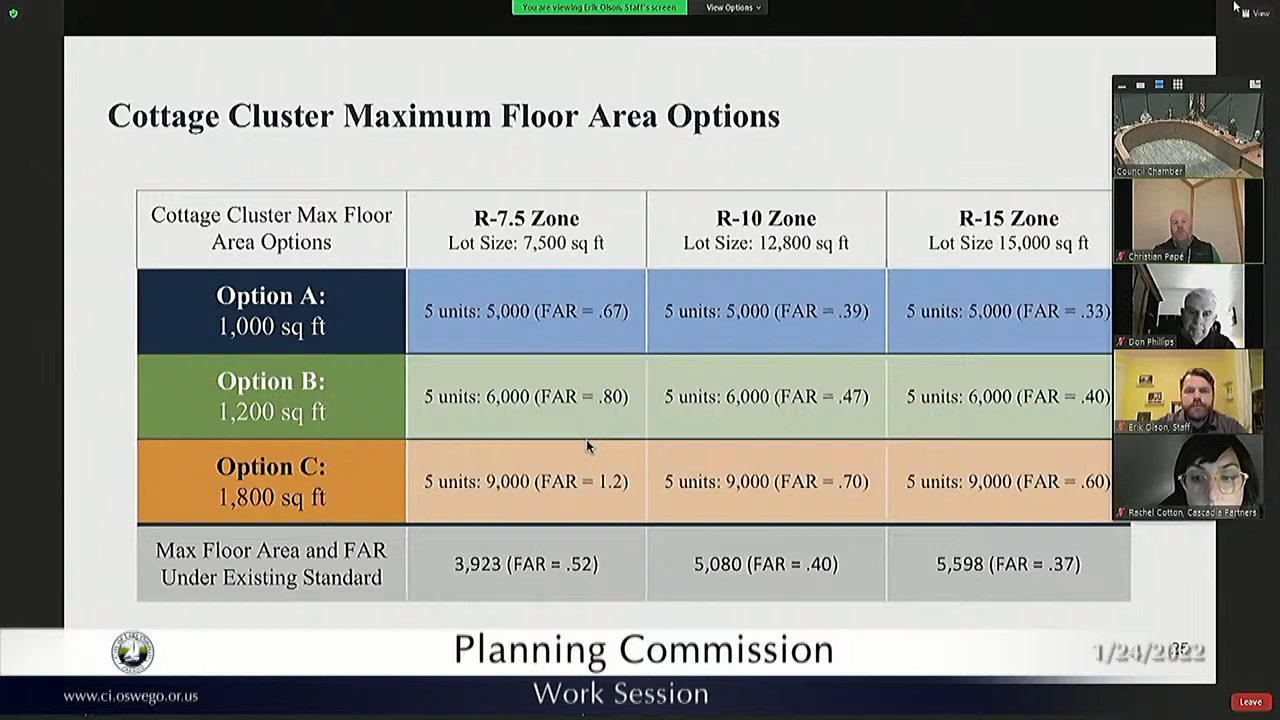 You are viewing Erik Olson, Staff's screen
View Options
View
Cottage Cluster Maximum Floor Area Options
Cottage Cluster Max Floor Area Options
R-7.5 Zone
Lot Size: 7,500 sq ft
R-10 Zone
Lot Size: 12,800 sq ft
R-15 Zone
Lot Size 15,000 sq ft
Option A:
1,000 sq ft
5 units: 5,000 (FAR = .67)
5 units: 5,000 (FAR = .39)
5 units: 5,000 (FAR = .33)
Option B:
1,200 sq ft
5 units: 6,000 (FAR = .80)
5 units: 6,000 (FAR = .47)
5 units: 6,000 (FAR = .40)
Option C:
1,800 sq ft
5 units: 9,000 (FAR = 1.2)
5 units: 9,000 (FAR = .70)
5 units: 9,000 (FAR = .60)
Max Floor Area and FAR
Under Existing Standard
3,923 (FAR = .52)
5,080 (FAR = .40)
5,598 (FAR = .37)
Council Chamber
Christian Papé
Don Phillips
Erik Olson, Staff
Rachel Cotton, Cascadia Partners
Planning Commission
1/24/2022
Work Session
www.ci.oswego.or.us
Leave